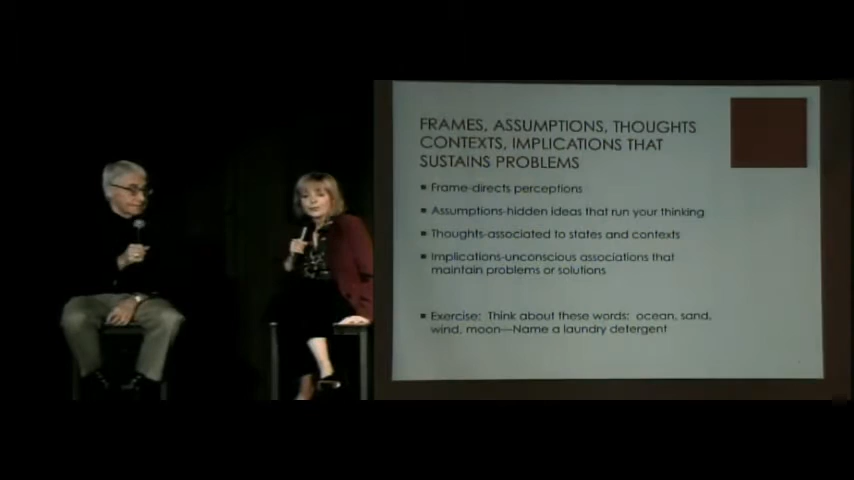 FRAMES, ASSUMPTIONS, THOUGHTS
CONTEXTS, IMPLICATIONS THAT
SUSTAINS PROBLEMS
▪ Frame-directs perceptions
▪ Assumptions-hidden ideas that run your thinking
▪ Thoughts-associated to states and contexts
▪ Implications-unconscious associations that
maintain problems or solutions
▪ Exercise: Think about these words: ocean, sand,
wind, moon—Name a laundry detergent